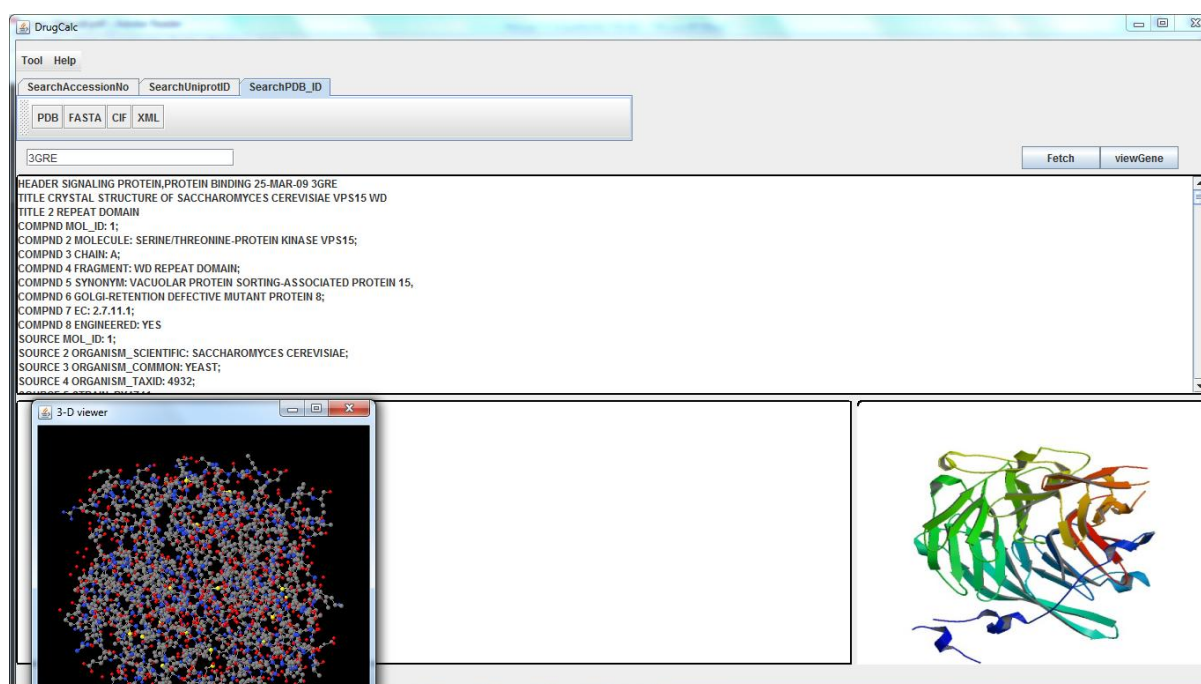 DrugCalc
Tool Help
SearchAccessionNo SearchUniprotID SearchPDB_ID
PDB FASTA CIF XML
3GRE
Fetch viewGene
HEADER SIGNALING PROTEIN,PROTEIN BINDING 25-MAR-09 3GRE
TITLE CRYSTAL STRUCTURE OF SACCHAROMYCES CEREVISIAE VPS15 WD
TITLE 2 REPEAT DOMAIN
COMPND MOL_ID: 1;
COMPND 2 MOLECULE: SERINE/THREONINE-PROTEIN KINASE VPS15;
COMPND 3 CHAIN: A;
COMPND 4 FRAGMENT: WD REPEAT DOMAIN;
COMPND 5 SYNONYM: VACUOLAR PROTEIN SORTING-ASSOCIATED PROTEIN 15,
COMPND 6 GOLGI-RETENTION DEFECTIVE MUTANT PROTEIN 8;
COMPND 7 EC: 2.7.11.1;
COMPND 8 ENGINEERED: YES
SOURCE MOL_ID: 1;
SOURCE 2 ORGANISM_SCIENTIFIC: SACCHAROMYCES CEREVISIAE;
SOURCE 3 ORGANISM_COMMON: YEAST;
SOURCE 4 ORGANISM_TAXID: 4932;
3-D viewer